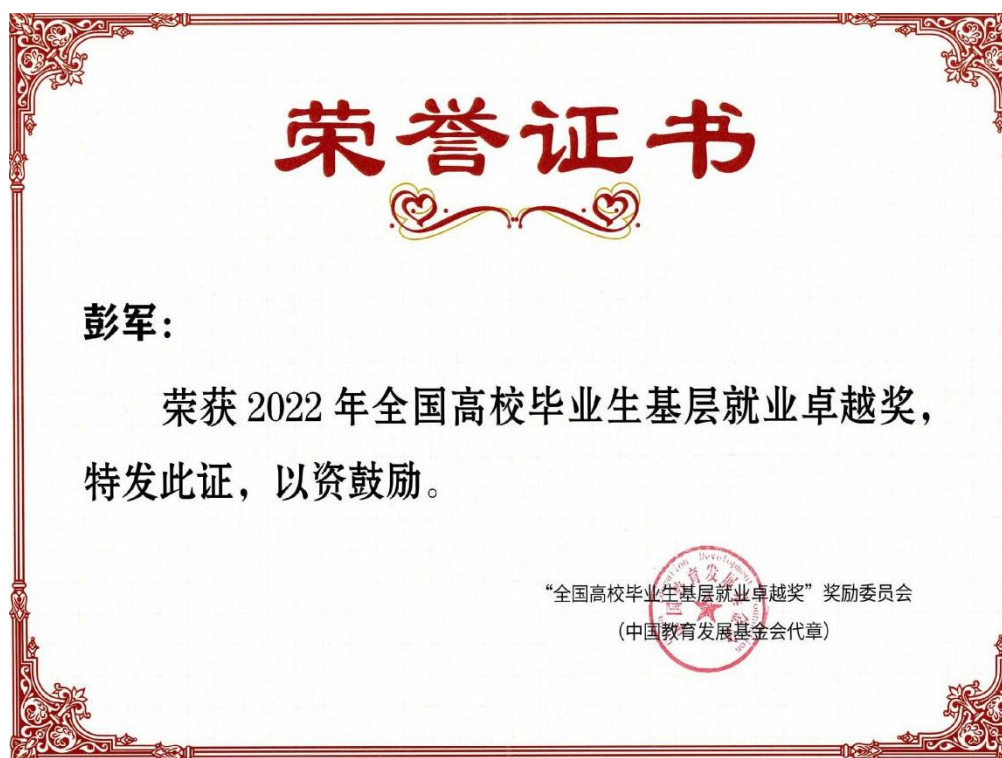 荣誉证书
彭军：
荣获 2022 年全国高校毕业生基层就业卓越奖，
特发此证，以资鼓励。
“全国高校毕业生基层就业卓越奖”奖励委员会
（中国教育发展基金会代章）